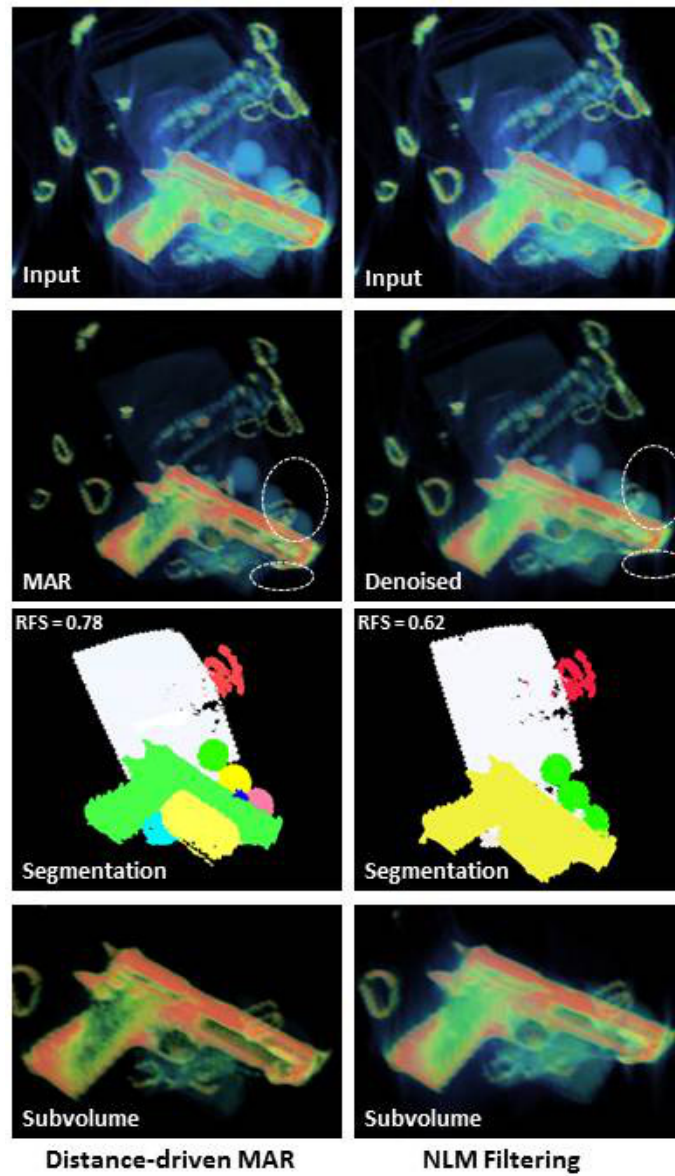 Input
Input
MAR
Denoised
RFS = 0.78
RFS = 0.62
Segmentation
Segmentation
Subvolume
Subvolume
Distance-driven MAR
NLM Filtering